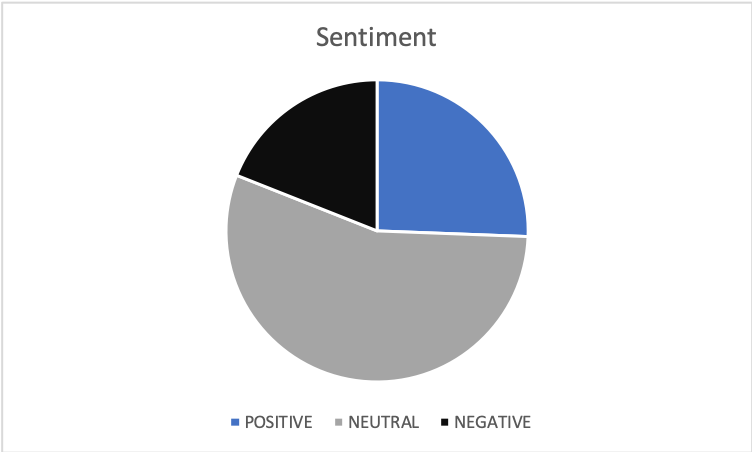 Sentiment
POSITIVE NEUTRAL NEGATIVE